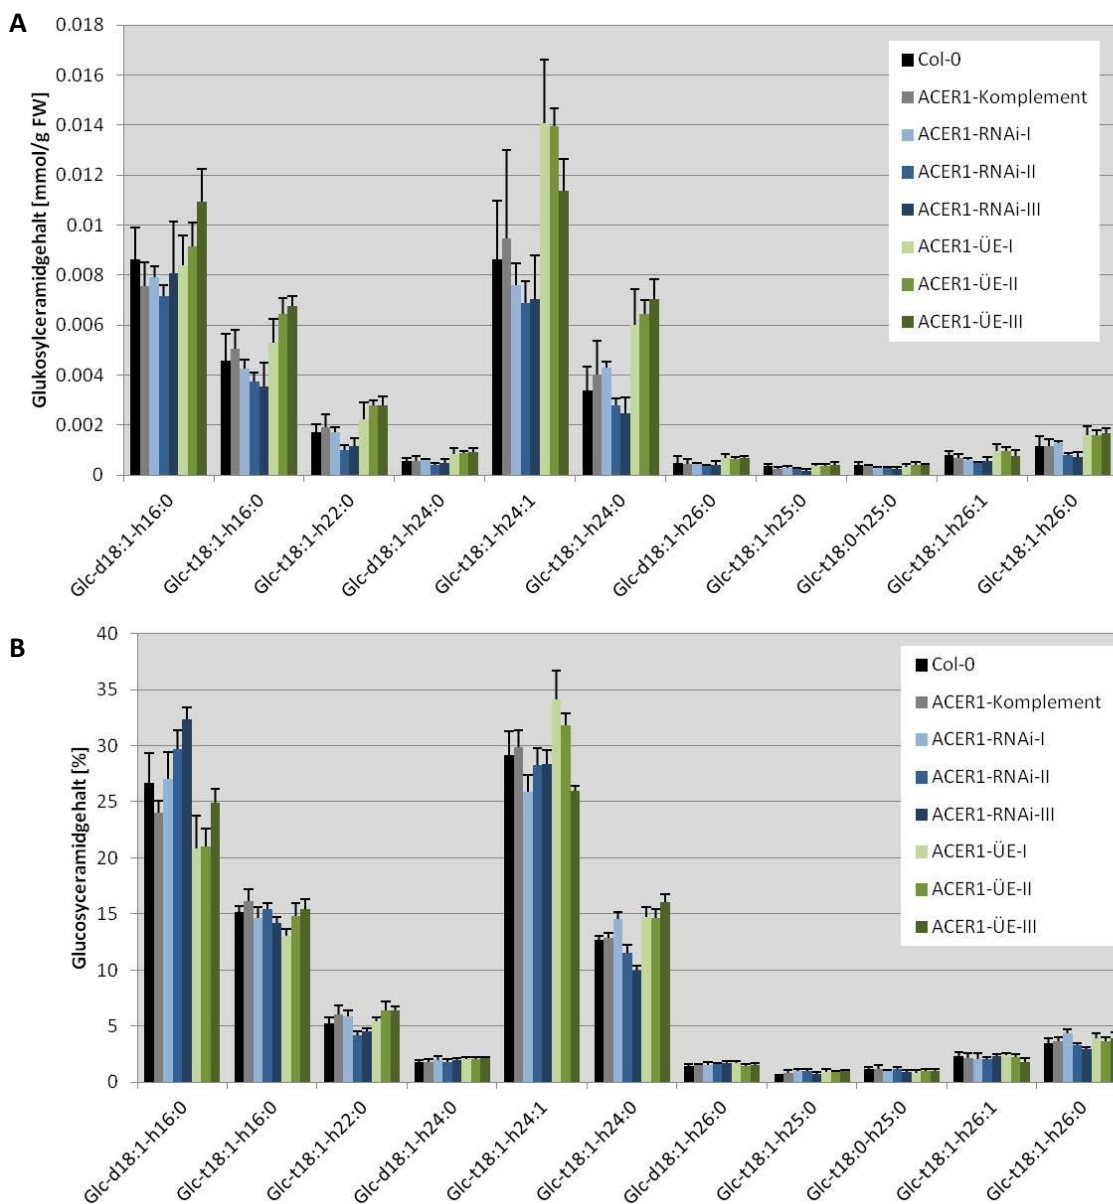 A
Glukosylceramidgehalt [mmol/g FW]
0.018
0.016
0.014
0.012
0.01
0.008
0.006
0.004
0.002
0
Col-0
ACER1-Komplement
ACER1-RNAi-I
ACER1-RNAi-II
ACER1-RNAi-III
ACER1-ÜE-I
ACER1-ÜE-II
ACER1-ÜE-III
Glc-d18:1-h16:0
Glc-t18:1-h16:0
Glc-t18:1-h22:0
Glc-d18:1-h24:0
Glc-t18:1-h24:1
Glc-t18:1-h24:0
Glc-d18:1-h26:0
Glc-t18:1-h25:0
Glc-t18:0-h25:0
Glc-t18:1-h26:1
Glc-t18:1-h26:0
B
Glucosyceramidgehalt [%]
40
35
30
25
20
15
10
5
0
Col-0
ACER1-Komplement
ACER1-RNAi-I
ACER1-RNAi-II
ACER1-RNAi-III
ACER1-ÜE-I
ACER1-ÜE-II
ACER1-ÜE-III
Glc-d18:1-h16:0
Glc-t18:1-h16:0
Glc-t18:1-h22:0
Glc-d18:1-h24:0
Glc-t18:1-h24:1
Glc-t18:1-h24:0
Glc-d18:1-h26:0
Glc-t18:1-h25:0
Glc-t18:0-h25:0
Glc-t18:1-h26:1
Glc-t18:1-h26:0